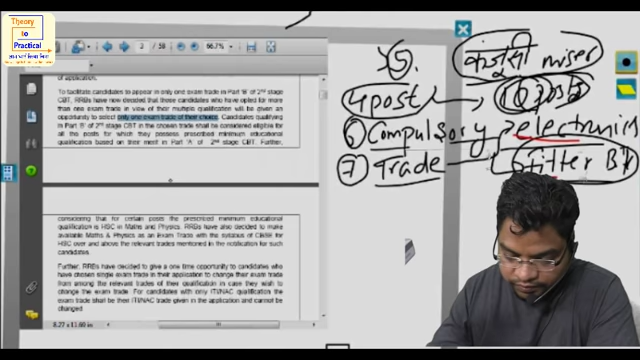 Theory
to
Practical
3 / 58
66.7%
of application.
To facilitate candidates to appear in only one exam trade in Part 'B' of 2nd stage
CBT, RRBs have now decided that those candidates who have opted for more
than one exam trade in view of their multiple qualification will be given an
opportunity to select only one exam trade of their choice. Candidates qualifying
in Part 'B' of 2nd stage CBT in the chosen trade shall be considered eligible for
all the posts for which they possess prescribed minimum educational
qualification based on their merit in Part 'A' of 2nd stage CBT. Further,
considering that for certain posts the prescribed minimum educational
qualification is HSC in Maths and Physics. RRBs have also decided to make
available Maths & Physics as an Exam Trade with the syllabus of CBSE for
HSC over and above the relevant trades mentioned in the notification for such
candidates.
Further, RRBs have decided to give a one time opportunity to candidates who
have chosen single exam trade in their application to change their exam trade
from among the relevant trades of their qualification in case they wish to
change the exam trade. For candidates with only ITI/NAC qualification the
exam trade shall be their ITI/NAC trade given in the application and cannot be
changed.
8.27 x 11.69 in
5
कंजूसी miser
post
6 Compulsory electronics
7 Trade Fitter